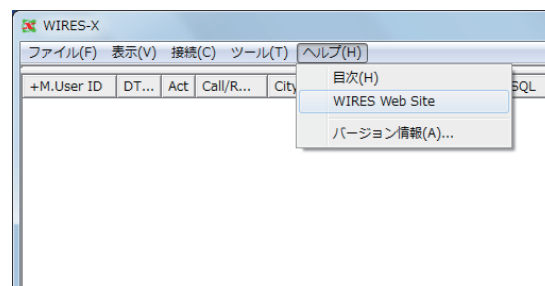 WIRES-X
ファイル(F) 表示(V) 接続(C) ツール(T) ヘルプ(H)
+M.User ID DT... Act Call/R... City SQL
目次(H)
WIRES Web Site
バージョン情報(A)...